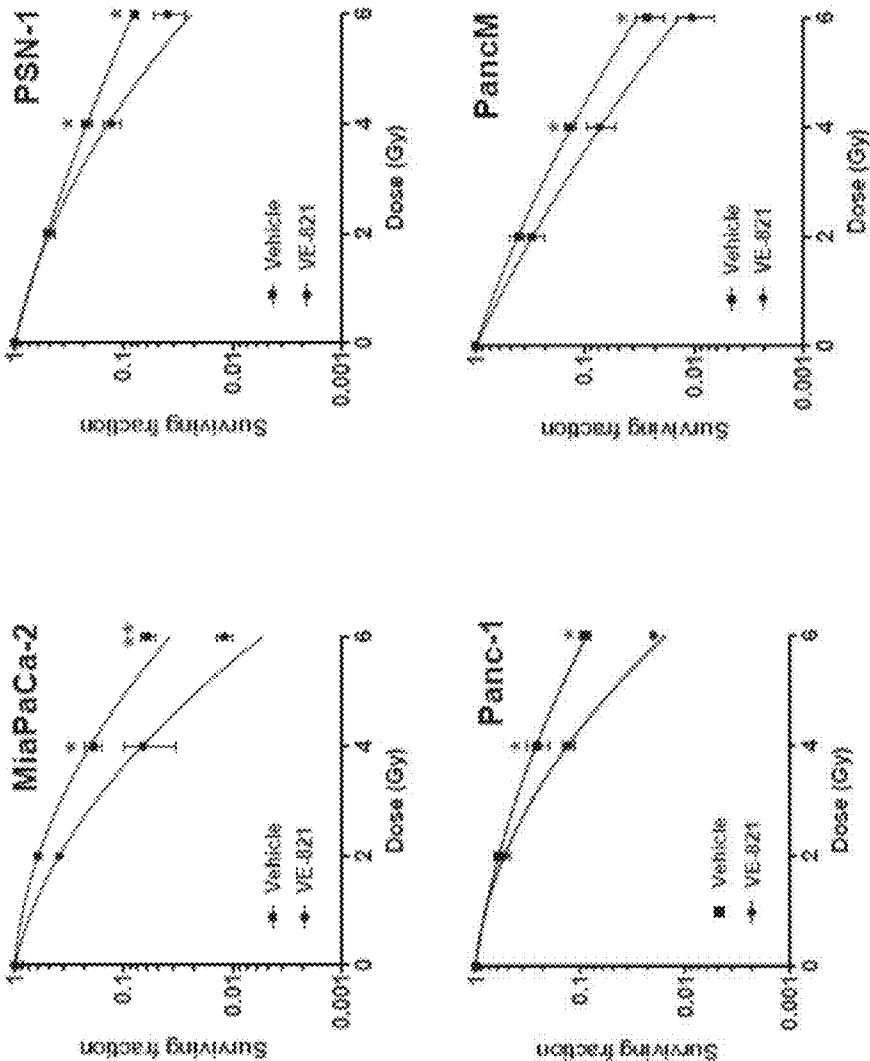 MiaPaCa-2
Surviving fraction
1
0.1
0.01
0.001
*
**
Vehicle
VE-821
0 2 4 6
Dose (Gy)
PSN-1
Surviving fraction
1
0.1
0.01
0.001
*
*
Vehicle
VE-821
0 2 4 6
Dose (Gy)
Panc-1
Surviving fraction
1
0.1
0.01
0.001
*
*
Vehicle
VE-821
0 2 4 6
Dose (Gy)
PancM
Surviving fraction
1
0.1
0.01
0.001
*
*
Vehicle
VE-821
0 2 4 6
Dose (Gy)